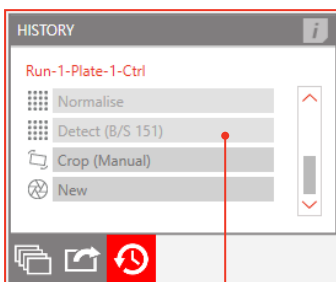 HISTORY
i
Run-1-Plate-1-Ctrl
Normalise
Detect (B/S 151)
Crop (Manual)
New